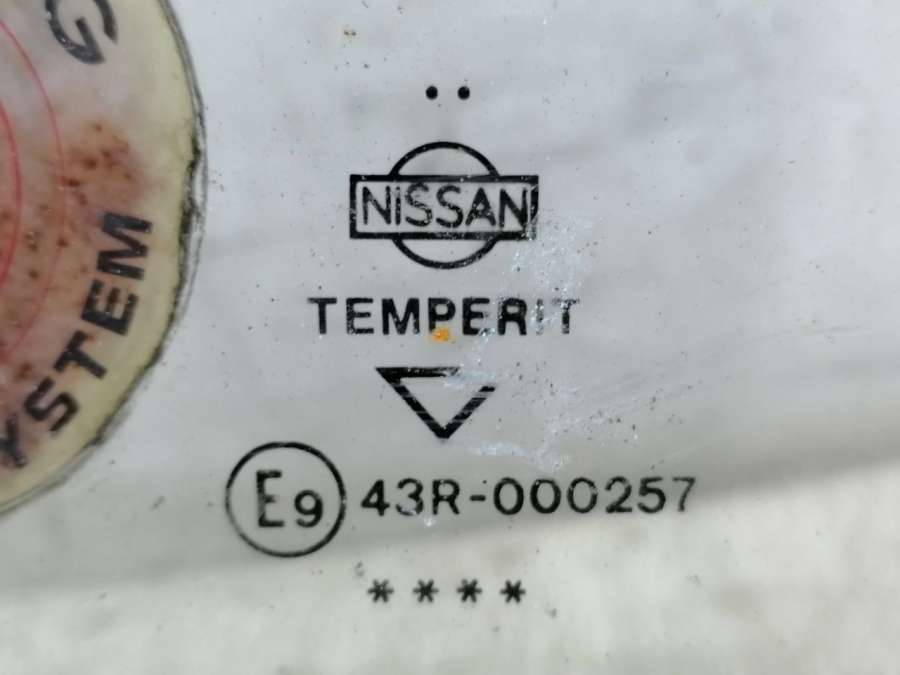 G
YSTEM
NISSAN
TEMPERIT
E9 43R-000257
****